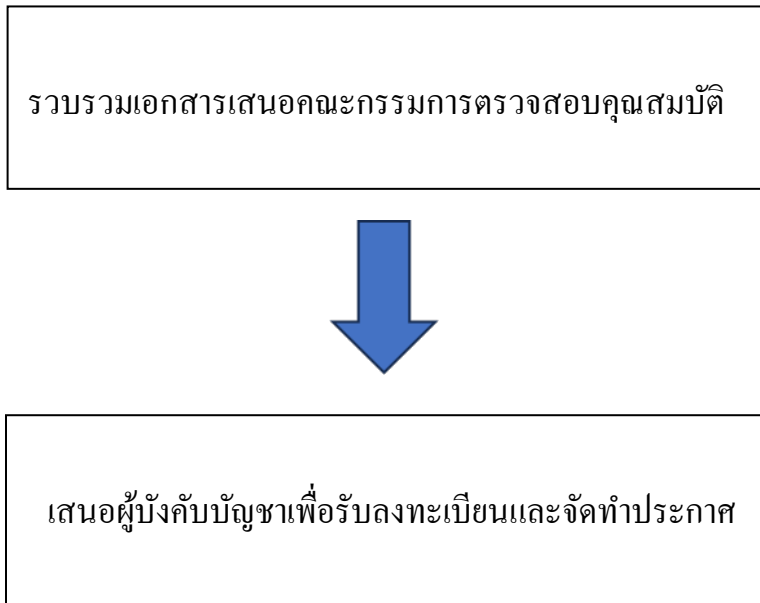 รวบรวมเอกสารเสนอคณะกรรมการตรวจสอบคุณสมบัติ
เสนอผู้บังคับบัญชาเพื่อรับลงทะเบียนและจัดทำประกาศ